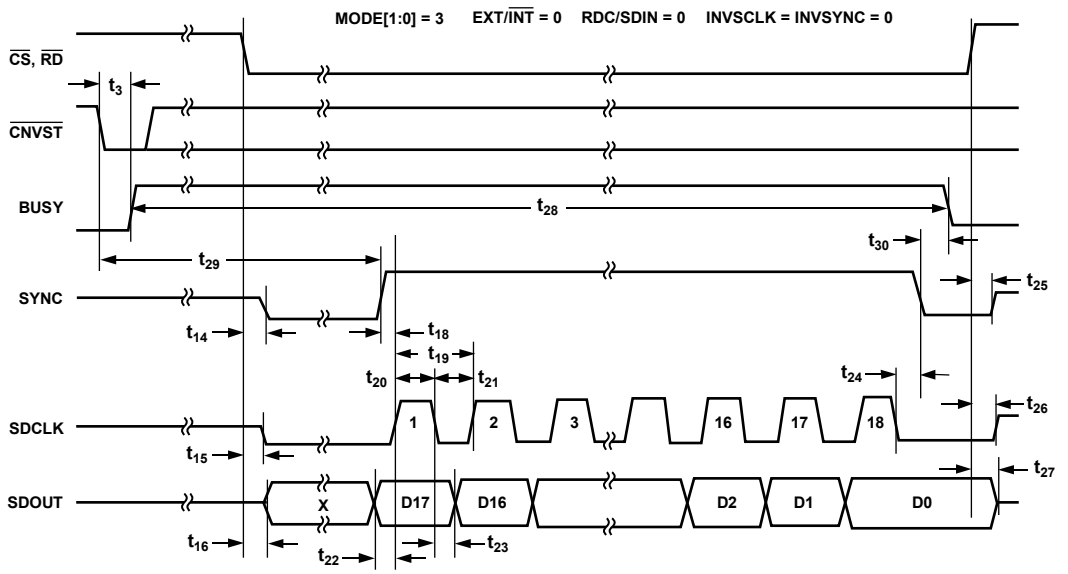 MODE[1:0] = 3 EXT/INT = 0 RDC/SDIN = 0 INVSCLK = INVSYNC = 0
CS, RD
t3
CNVST
BUSY
t28
t30
t29
t25
SYNC
t14
t18
t19
t20
t21
t24
t26
SDCLK
1
2
3
16
17
18
t15
t27
SDOUT
X
D17
D16
D2
D1
D0
t16
t22
t23